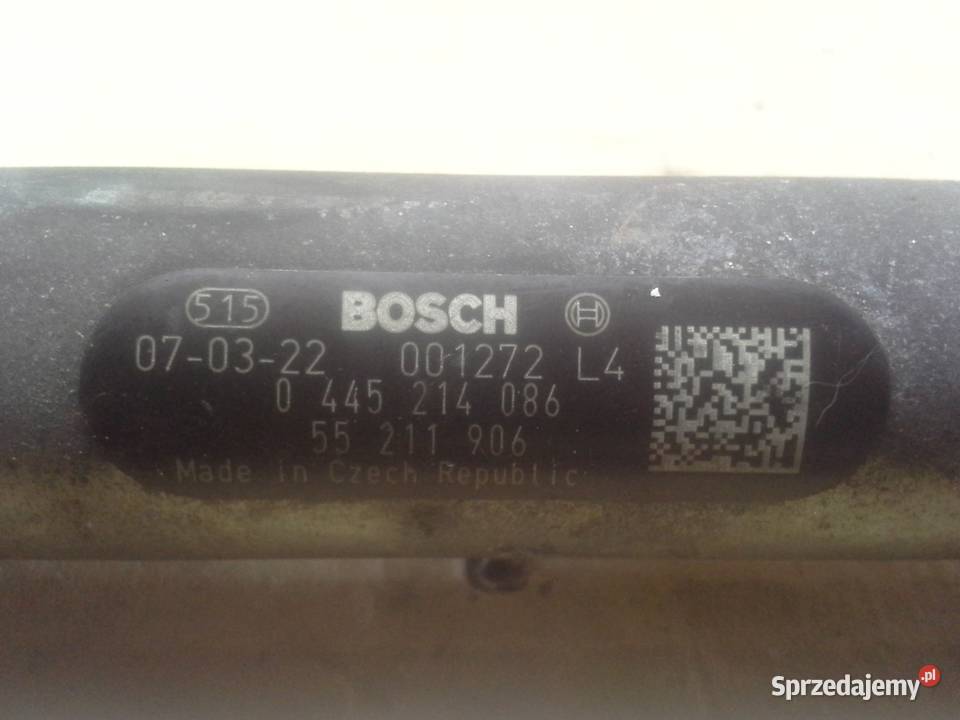 515 BOSCH
07-03-22 001272 L4
0 445 214 086
55 211 906
Made in Czech Republic
Sprzedajemy.pl